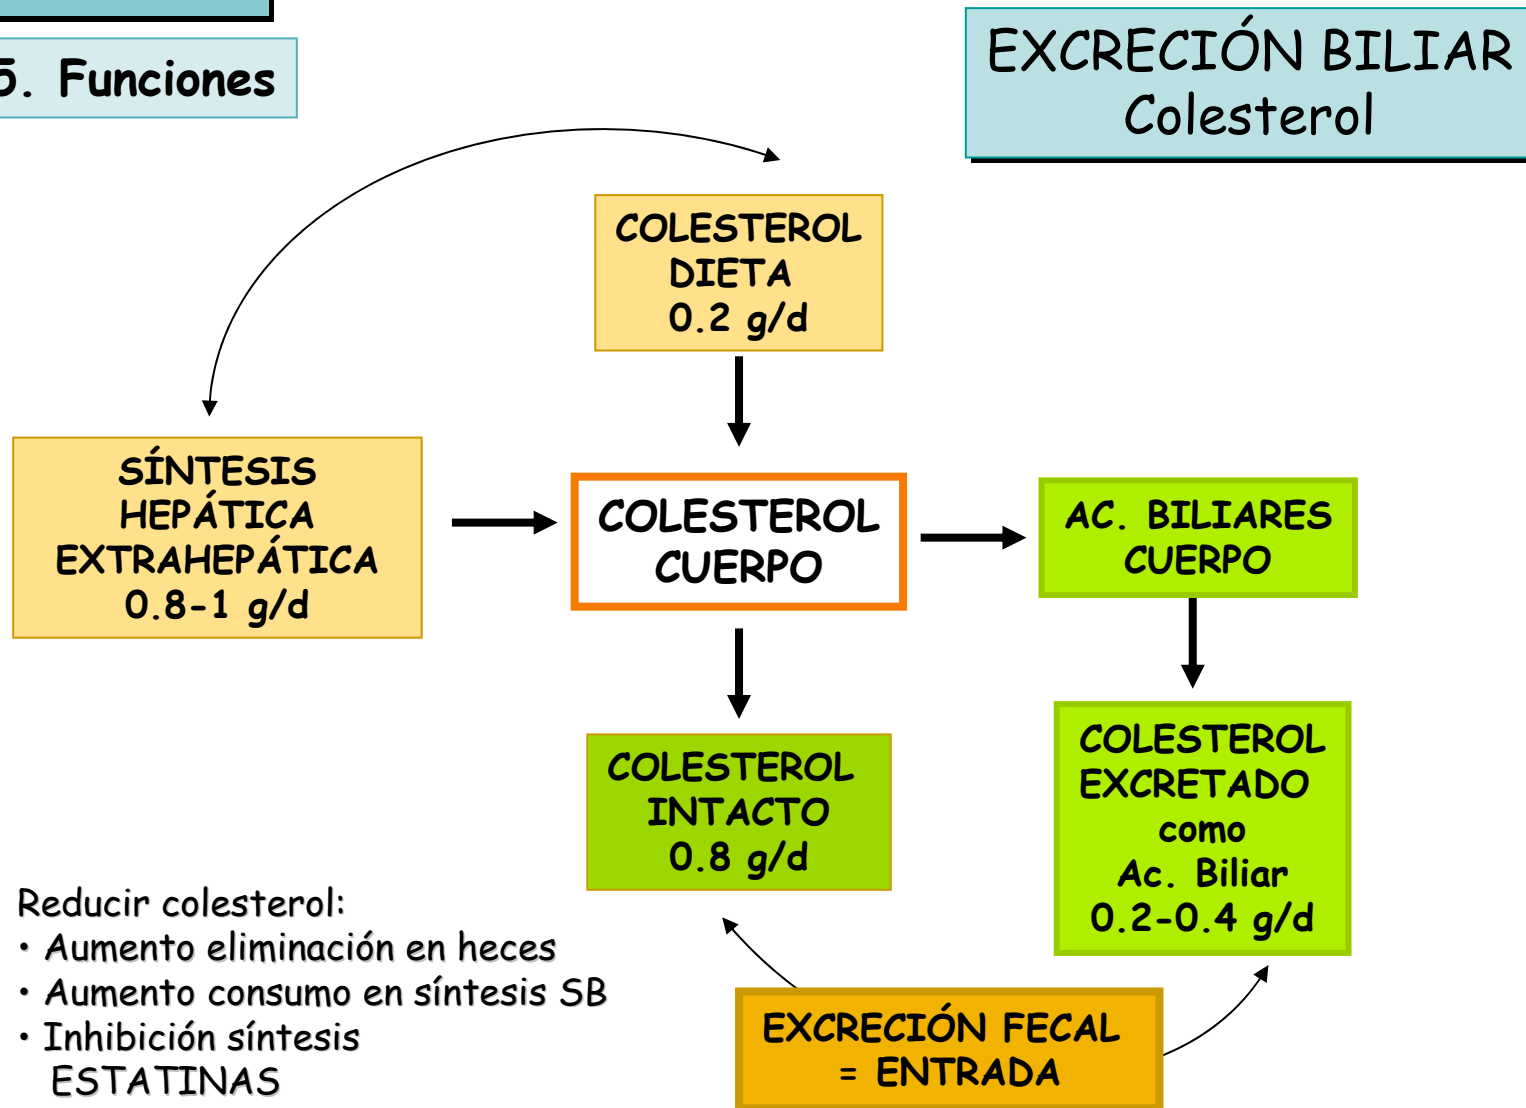 5. Funciones
EXCRECIÓN BILIAR
Colesterol
COLESTEROL
DIETA
0.2 g/d
SÍNTESIS
HEPÁTICA
EXTRAHEPÁTICA
0.8-1 g/d
COLESTEROL
CUERPO
AC. BILIARES
CUERPO
COLESTEROL
INTACTO
0.8 g/d
COLESTEROL
EXCRETADO
como
Ac. Biliar
0.2-0.4 g/d
Reducir colesterol:
• Aumento eliminación en heces
• Aumento consumo en síntesis SB
• Inhibición síntesis
ESTATINAS
EXCRECIÓN FECAL
= ENTRADA